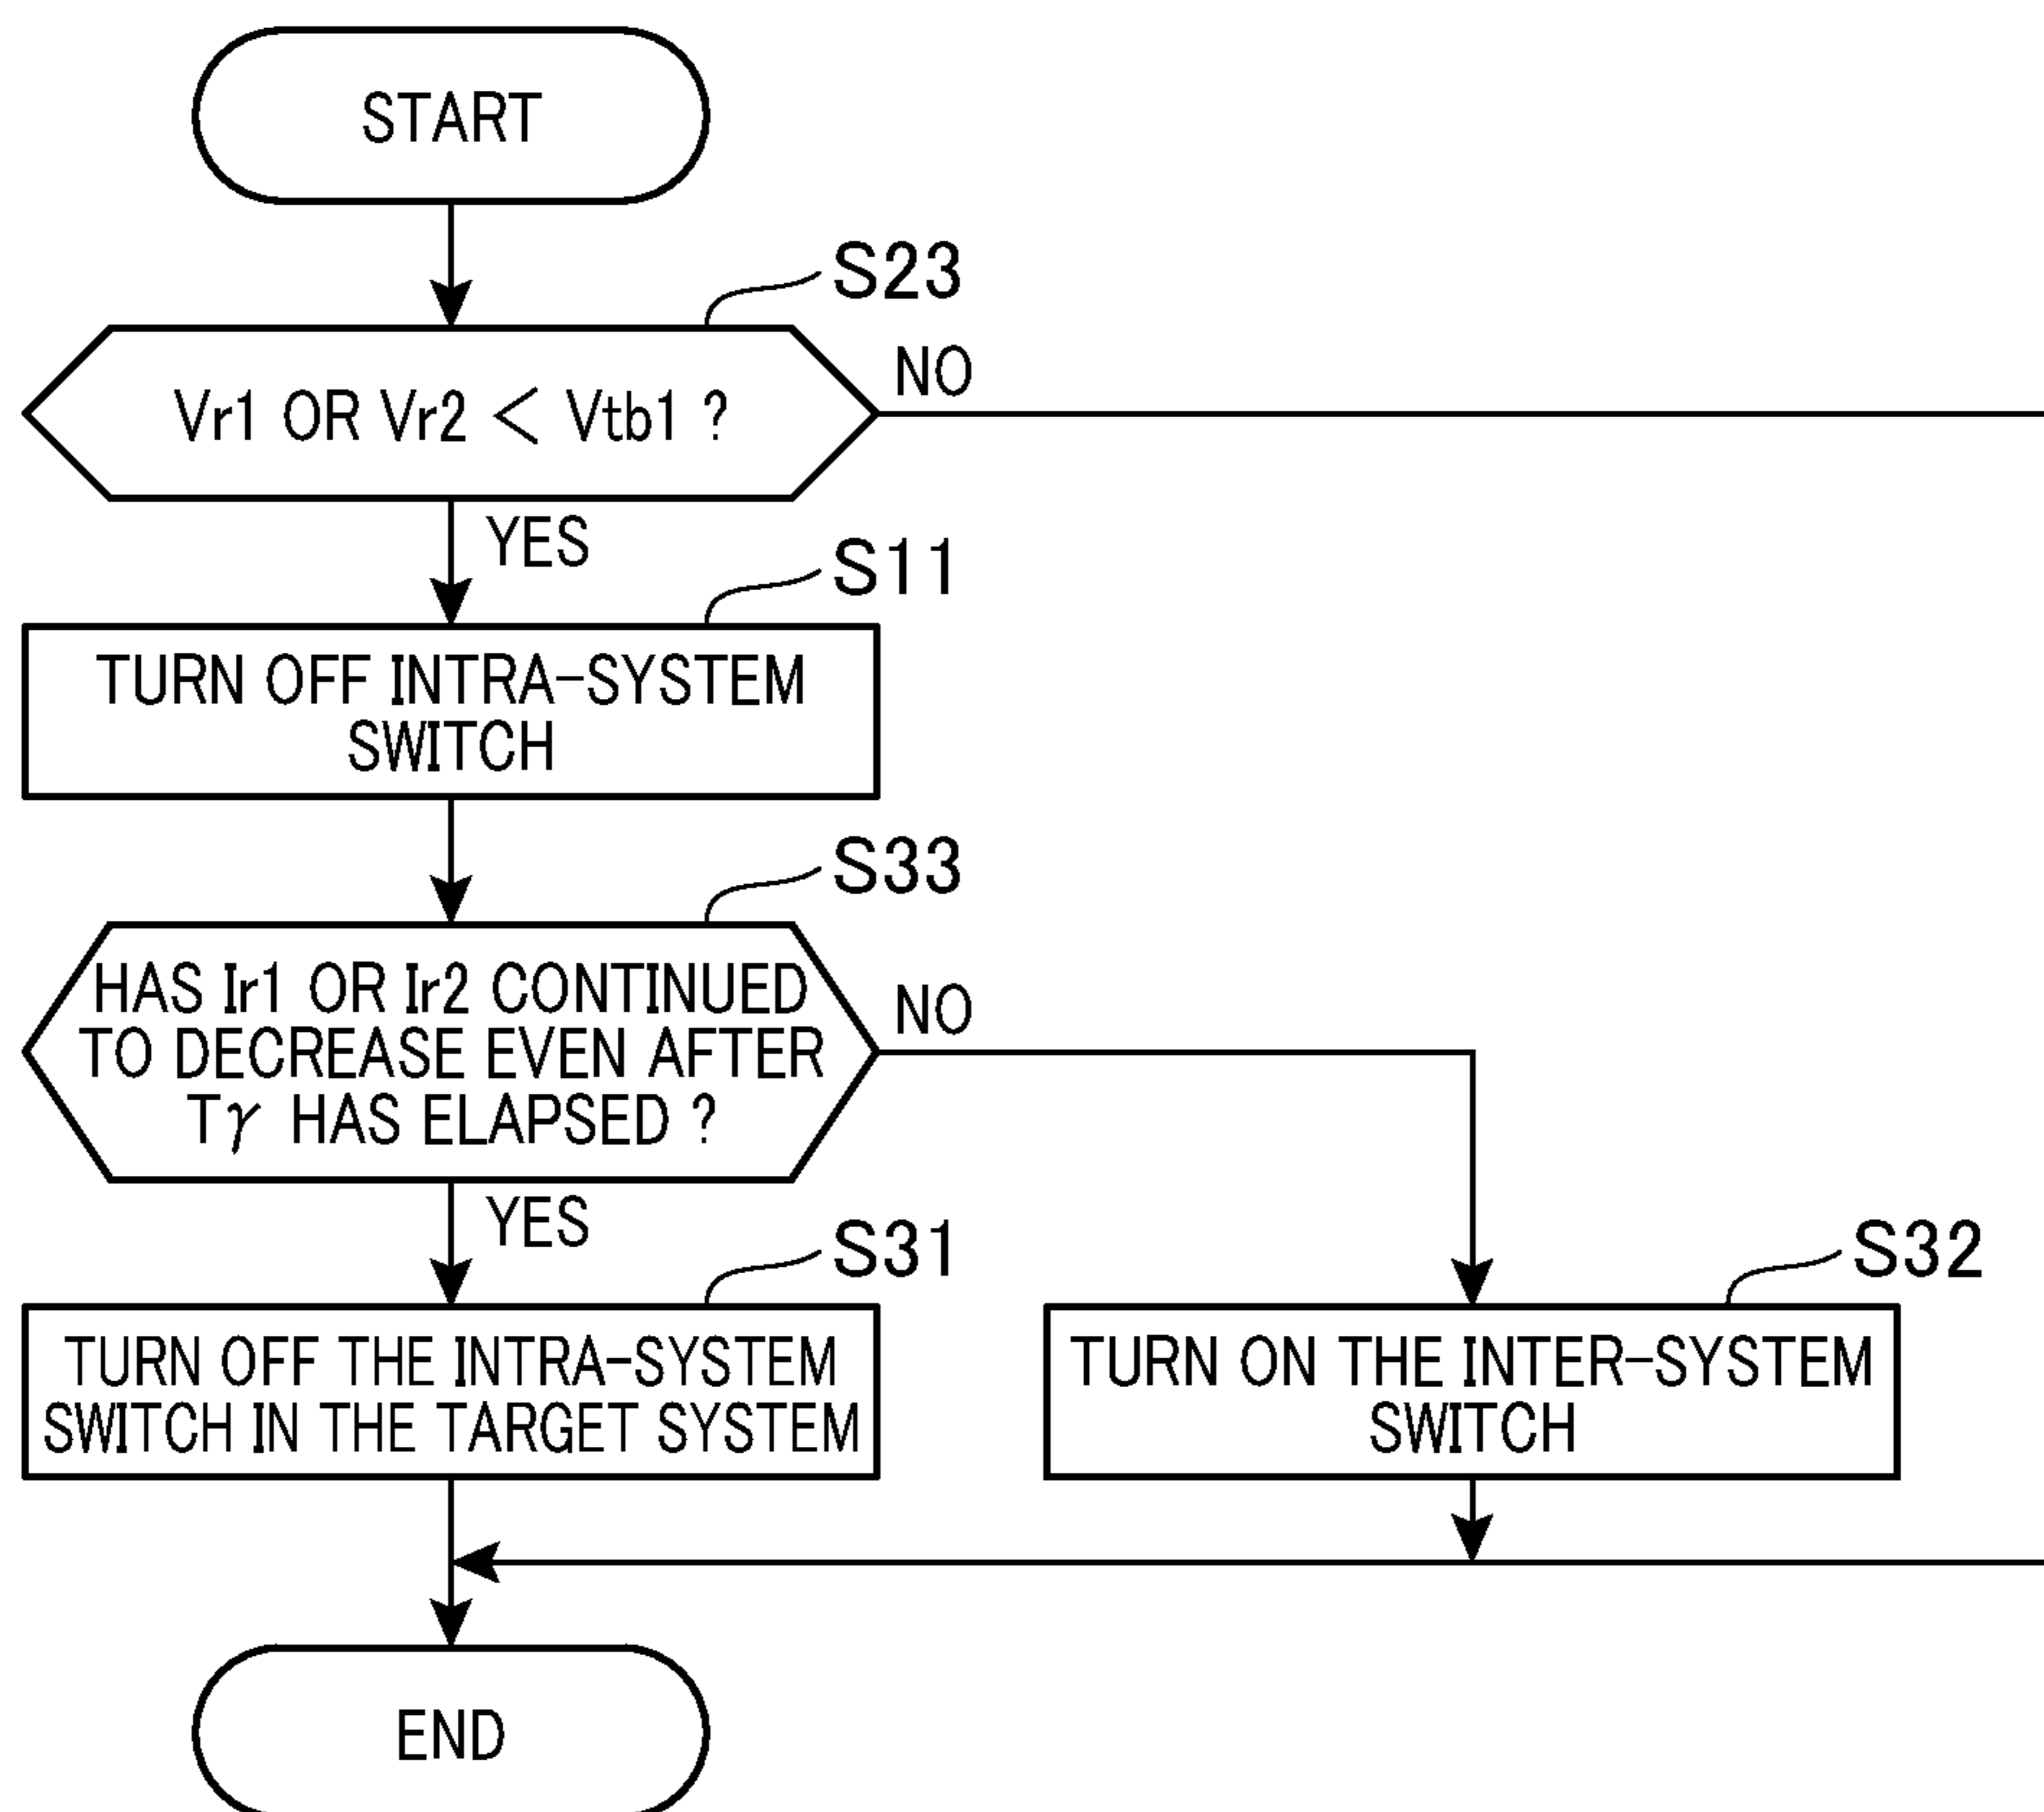 START
S23
Vr1 OR Vr2 < Vtb1 ?
NO
YES
S11
TURN OFF INTRA-SYSTEM
SWITCH
S33
HAS Ir1 OR Ir2 CONTINUED
TO DECREASE EVEN AFTER
Tγ HAS ELAPSED ?
NO
YES
S31
TURN OFF THE INTRA-SYSTEM
SWITCH IN THE TARGET SYSTEM
S32
TURN ON THE INTER-SYSTEM
SWITCH
END